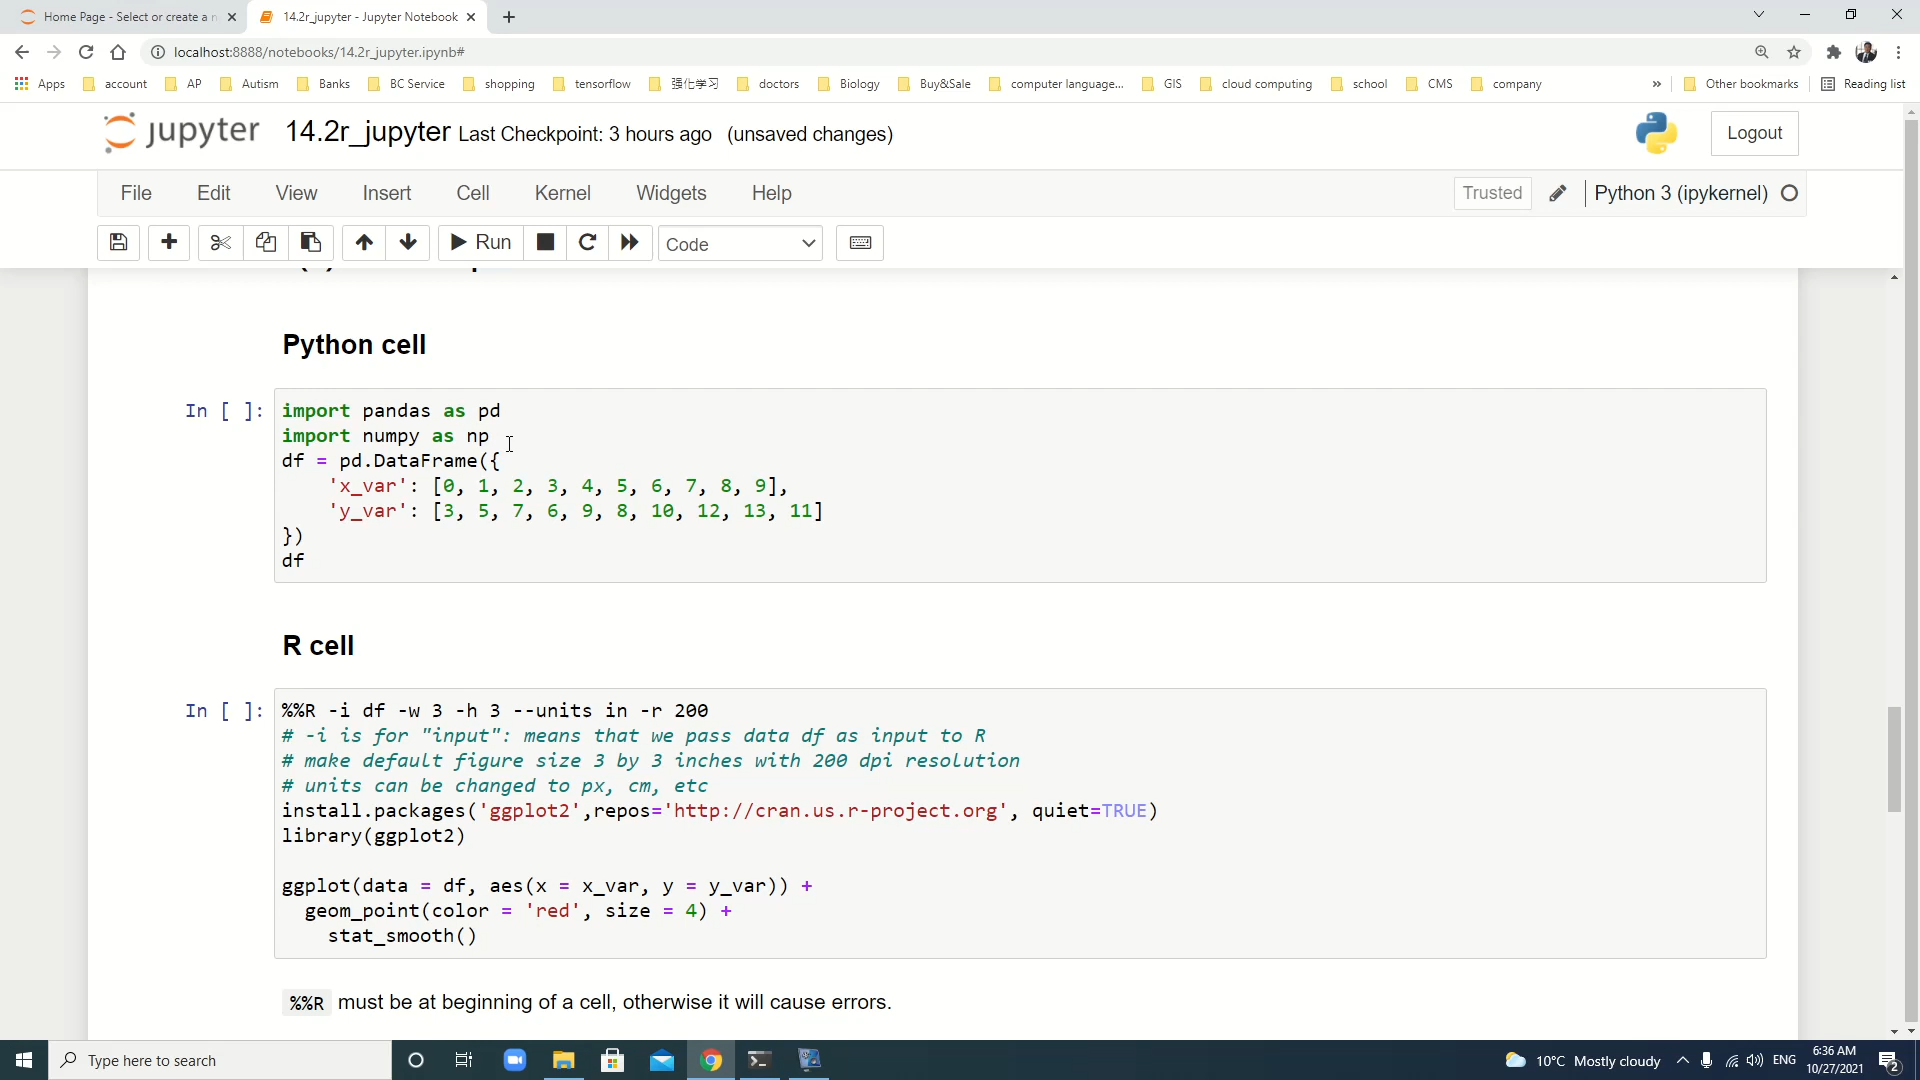 Home Page - Select or create a n
14.2r_jupyter - Jupyter Notebook
localhost:8888/notebooks/14.2r_jupyter.ipynb#
Apps account AP Autism Banks BC Service shopping tensorflow 强化学习 doctors Biology Buy&Sale computer language... GIS cloud computing school CMS company » Other bookmarks Reading list
jupyter 14.2r_jupyter Last Checkpoint: 3 hours ago (unsaved changes) Logout
File Edit View Insert Cell Kernel Widgets Help Trusted Python 3 (ipykernel)
Run Code
Python cell
In [ ]: import pandas as pd
import numpy as np
df = pd.DataFrame({
'x_var': [0, 1, 2, 3, 4, 5, 6, 7, 8, 9],
'y_var': [3, 5, 7, 6, 9, 8, 10, 12, 13, 11]
})
df
R cell
In [ ]: %%R -i df -w 3 -h 3 --units in -r 200
# -i is for "input": means that we pass data df as input to R
# make default figure size 3 by 3 inches with 200 dpi resolution
# units can be changed to px, cm, etc
install.packages('ggplot2',repos='http://cran.us.r-project.org', quiet=TRUE)
library(ggplot2)
ggplot(data = df, aes(x = x_var, y = y_var)) +
geom_point(color = 'red', size = 4) +
stat_smooth()
%%R must be at beginning of a cell, otherwise it will cause errors.
Type here to search
10°C Mostly cloudy ENG
6:36 AM
10/27/2021
2